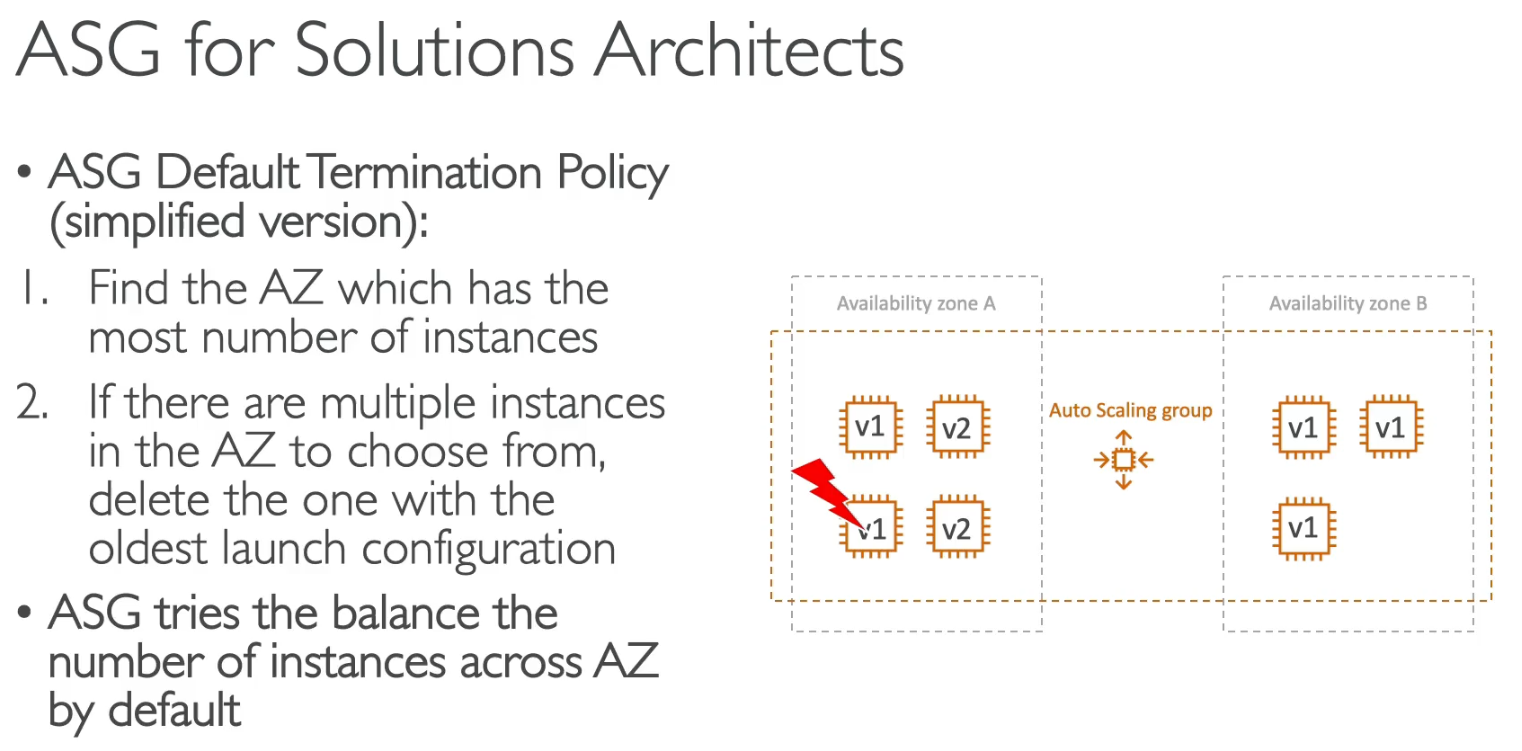 ASG for Solutions Architects
• ASG Default Termination Policy
(simplified version):
1. Find the AZ which has the
most number of instances
2. If there are multiple instances
in the AZ to choose from,
delete the one with the
oldest launch configuration
• ASG tries the balance the
number of instances across AZ
by default
Availability zone A
Availability zone B
v1 v2
Auto Scaling group
v1 v1
v1 v2
v1